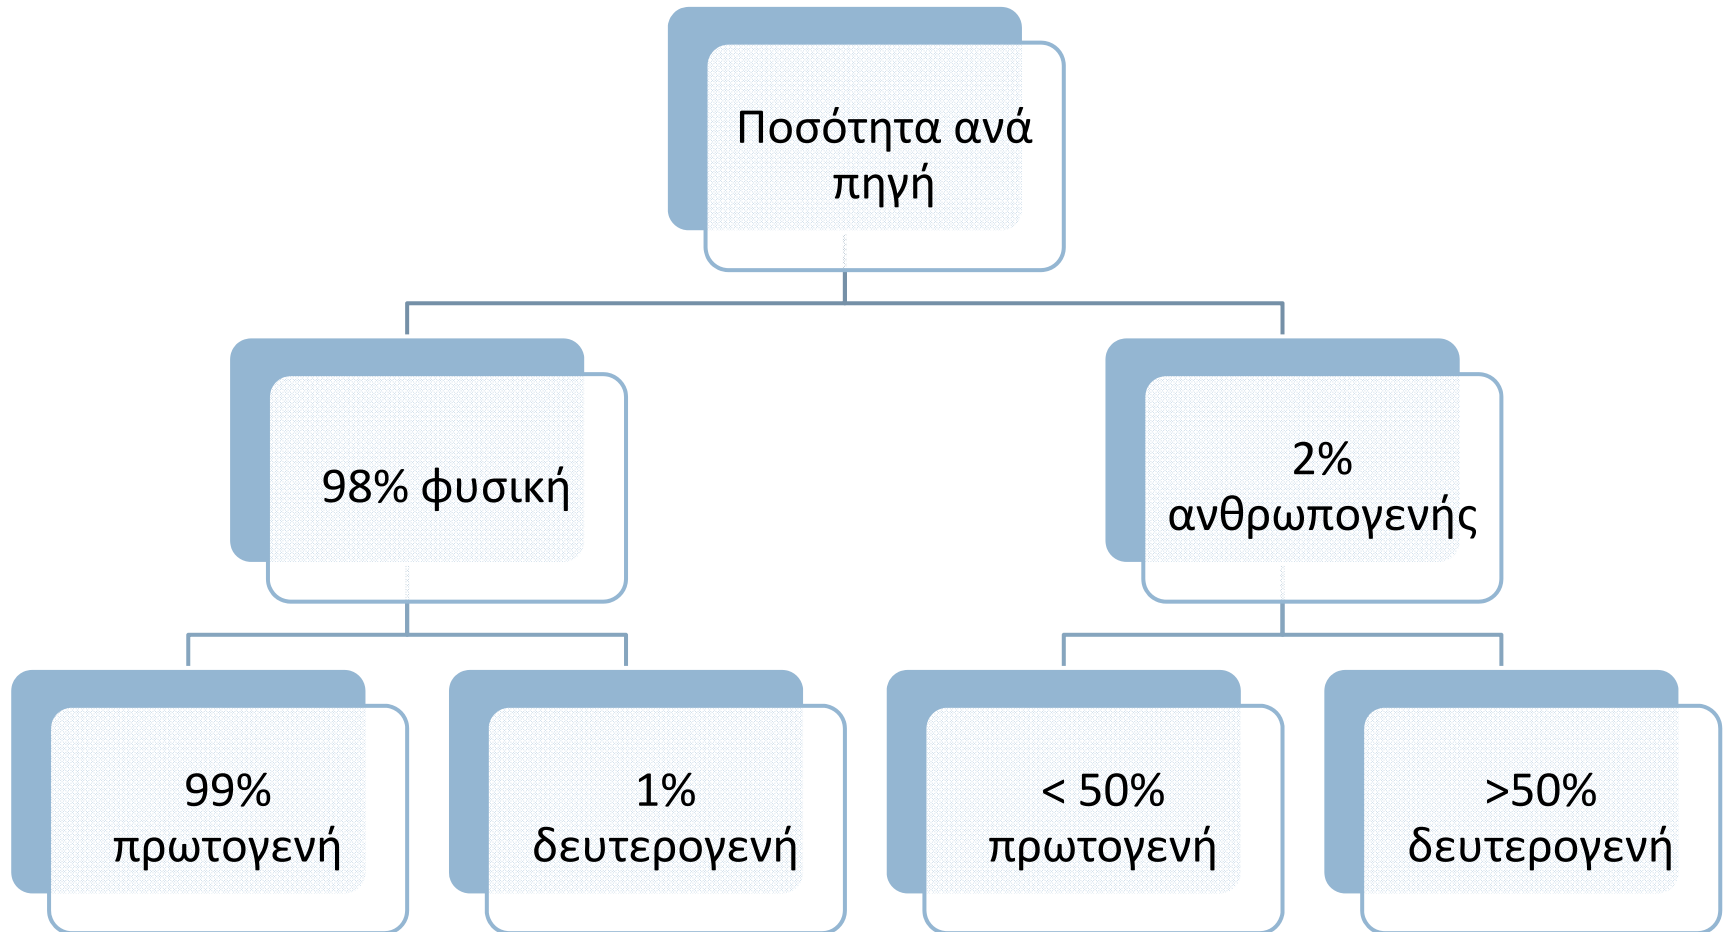 Ποσότητα ανά
πηγή
98% φυσική
2%
ανθρωπογενής
99%
πρωτογενή
1%
δευτερογενή
< 50%
πρωτογενή
>50%
δευτερογενή